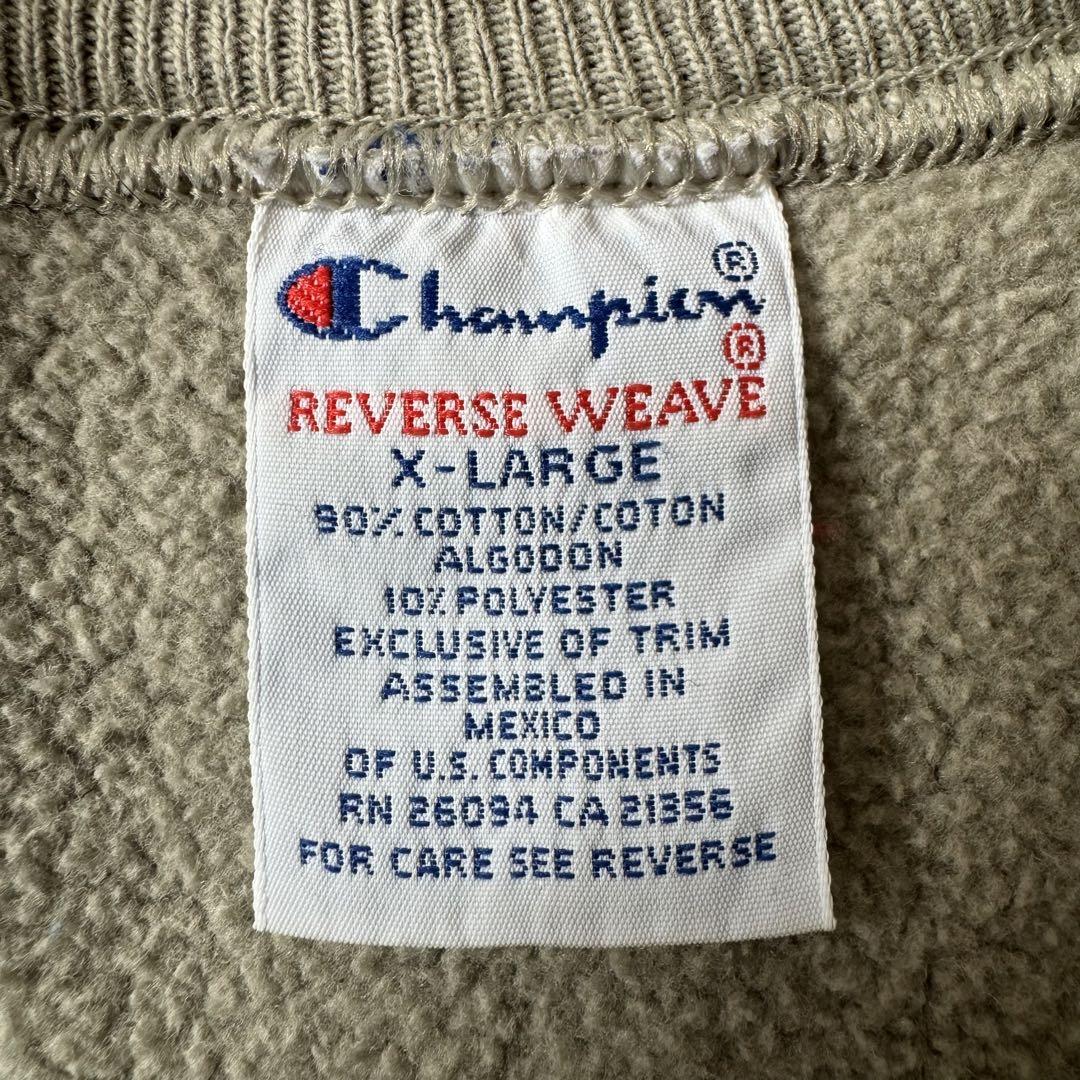 Champion®
REVERSE WEAVE®
X-LARGE
90% COTTON/COTON
ALGODON
10% POLYESTER
EXCLUSIVE OF TRIM
ASSEMBLED IN
MEXICO
OF U.S. COMPONENTS
RN 26094 CA 21356
FOR CARE SEE REVERSE